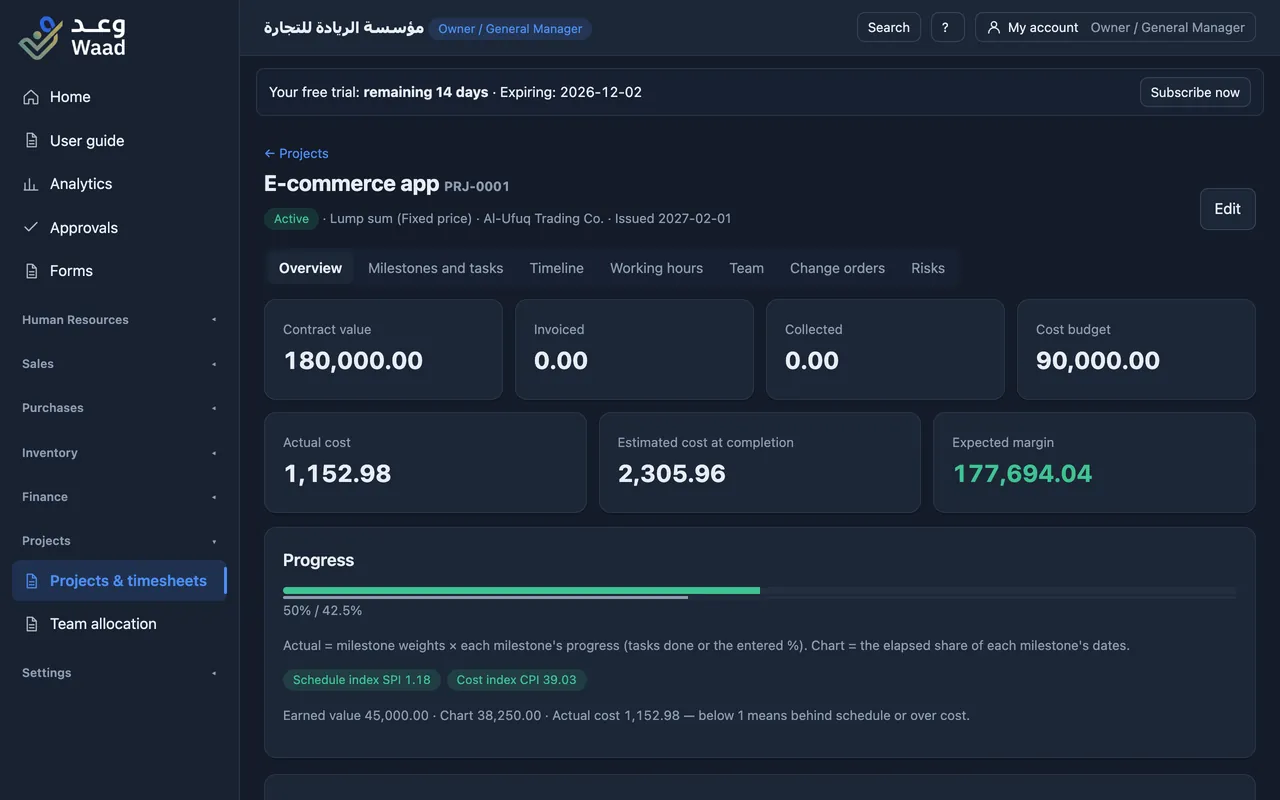 وعد
Waad
Home
User guide
Analytics
Approvals
Forms
Human Resources
Sales
Purchases
Inventory
Finance
Projects
Projects & timesheets
Team allocation
Settings
مؤسسة الريادة للتجارة Owner / General Manager
Search ? My account Owner / General Manager
Your free trial: remaining 14 days · Expiring: 2026-12-02
Subscribe now
← Projects
E-commerce app PRJ-0001
Active · Lump sum (Fixed price) · Al-Ufuq Trading Co. · Issued 2027-02-01
Edit
Overview Milestones and tasks Timeline Working hours Team Change orders Risks
Contract value
180,000.00
Invoiced
0.00
Collected
0.00
Cost budget
90,000.00
Actual cost
1,152.98
Estimated cost at completion
2,305.96
Expected margin
177,694.04
Progress
50% / 42.5%
Actual = milestone weights × each milestone's progress (tasks done or the entered %). Chart = the elapsed share of each milestone's dates.
Schedule index SPI 1.18 Cost index CPI 39.03
Earned value 45,000.00 · Chart 38,250.00 · Actual cost 1,152.98 — below 1 means behind schedule or over cost.